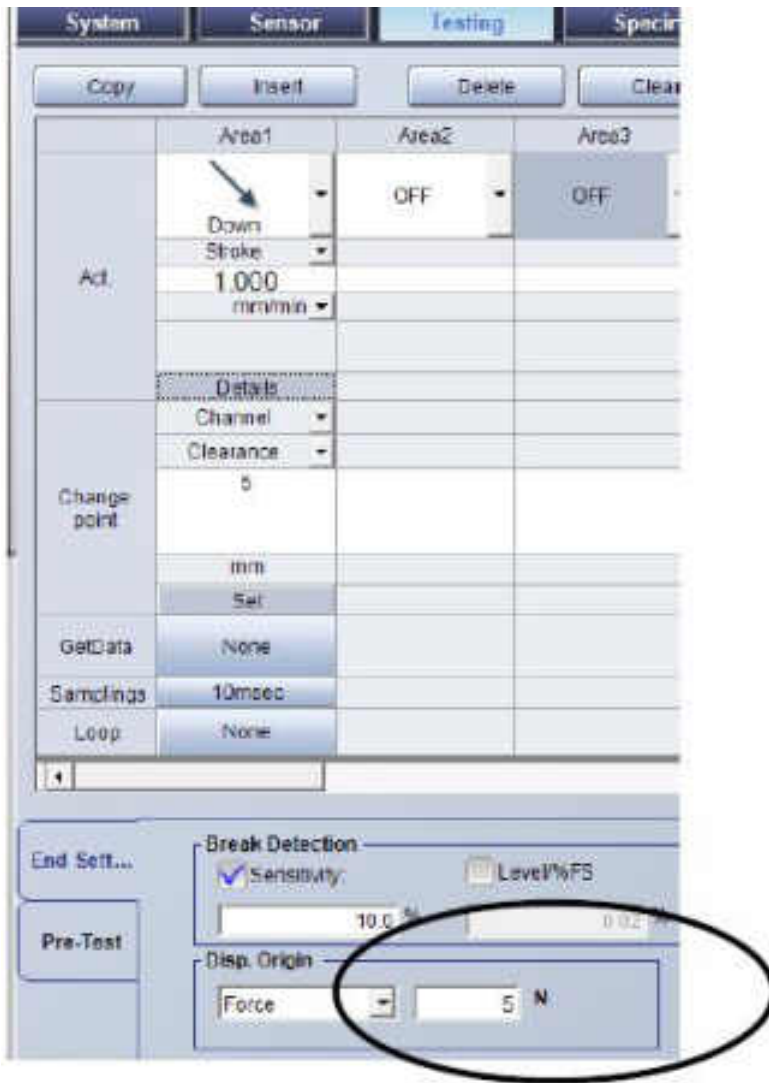 System Sensor Testing Specim
Copy Insert Delete Clear
Area1 Area2 Area3
Down OFF OFF
Stroke
Act. 1.000
mm/min
Details
Channel
Clearance
Change point 5
mm
Set
GetData None
Samplings 10msec
Loop None
End Sett...
Break Detection
Sensitivity: Level/%FS
10.0 %
Pre-Test
Disp. Origin
Force 5 N